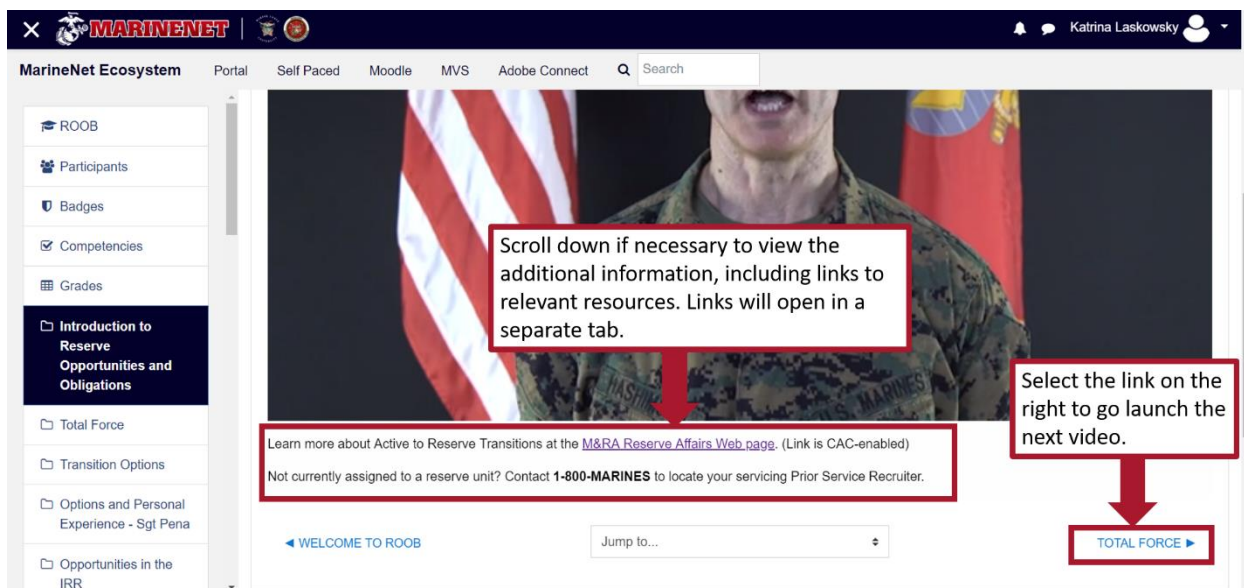 MARINENET
Katrina Laskowsky
MarineNet Ecosystem Portal Self Paced Moodle MVS Adobe Connect Search
ROOB
Participants
Badges
Competencies
Grades
Introduction to
Reserve
Opportunities and
Obligations
Total Force
Transition Options
Options and Personal
Experience - Sgt Pena
Opportunities in the
IRR
Scroll down if necessary to view the
additional information, including links to
relevant resources. Links will open in a
separate tab.
Select the link on the
right to go launch the
next video.
MARINES
Learn more about Active to Reserve Transitions at the M&RA Reserve Affairs Web page. (Link is CAC-enabled)
Not currently assigned to a reserve unit? Contact 1-800-MARINES to locate your servicing Prior Service Recruiter.
◄ WELCOME TO ROOB
Jump to...
TOTAL FORCE ►